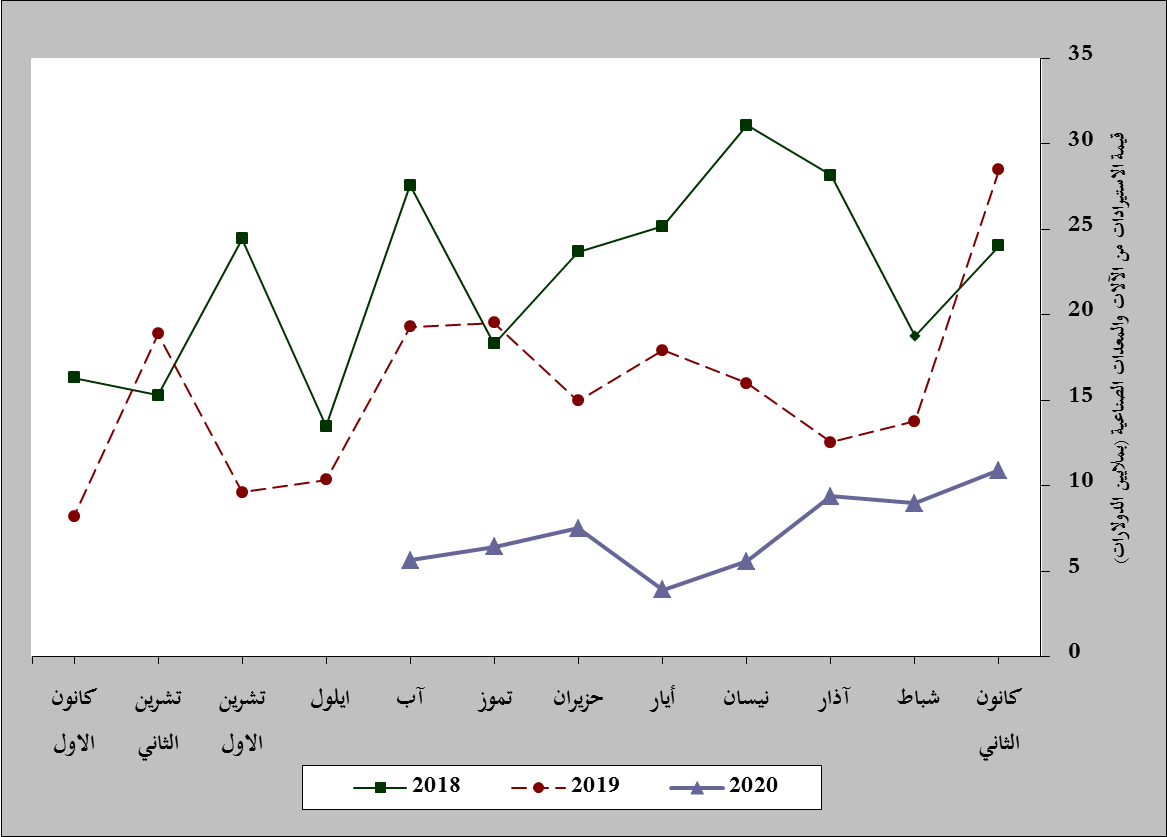 35
30
25
20
15
10
5
0
قيمة الاستيرادات من الآلات والمعدات الصناعية (بملايين الدولارات)
كانون
الثاني
شباط
آذار
نيسان
أيار
حزيران
تموز
آب
ايلول
تشرين
الاول
تشرين
الثاني
كانون
الاول
2018
2019
2020